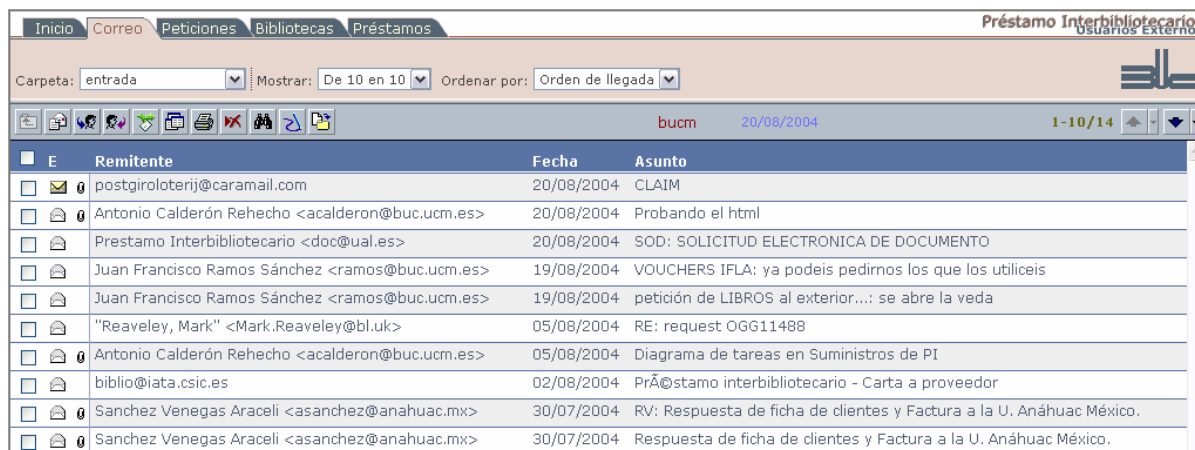 Inicio Correo Peticiones Bibliotecas Préstamos Préstamo Interbibliotecario
Usuarios Externo
Carpeta: entrada Mostrar: De 10 en 10 Ordenar por: Orden de llegada
bucm 20/08/2004 1-10/14
E Remitente Fecha Asunto
postgiroloterij@caramail.com 20/08/2004 CLAIM
Antonio Calderón Rehecho <acalderon@buc.ucm.es> 20/08/2004 Probando el html
Prestamo Interbibliotecario <doc@ual.es> 20/08/2004 SOD: SOLICITUD ELECTRONICA DE DOCUMENTO
Juan Francisco Ramos Sánchez <ramos@buc.ucm.es> 19/08/2004 VOUCHERS IFLA: ya podeis pedirnos los que los utiliceis
Juan Francisco Ramos Sánchez <ramos@buc.ucm.es> 19/08/2004 petición de LIBROS al exterior...: se abre la veda
"Reaveley, Mark" <Mark.Reaveley@bl.uk> 05/08/2004 RE: request OGG11488
Antonio Calderón Rehecho <acalderon@buc.ucm.es> 05/08/2004 Diagrama de tareas en Suministros de PI
biblio@iata.csic.es 02/08/2004 PrÃ©stamo interbibliotecario - Carta a proveedor
Sanchez Venegas Araceli <asanchez@anahuac.mx> 30/07/2004 RV: Respuesta de ficha de clientes y Factura a la U. Anáhuac México.
Sanchez Venegas Araceli <asanchez@anahuac.mx> 30/07/2004 Respuesta de ficha de clientes y Factura a la U. Anáhuac México.